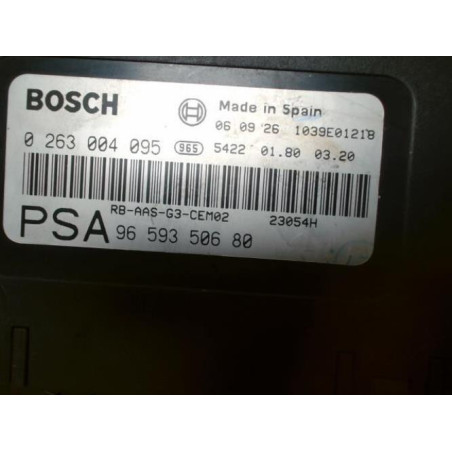 BOSCH
Made in Spain
06 09 26 1039E0121B
0 263 004 095 965 5422 01.80 03.20
RB-AAS-G3-CEM02 23054H
PSA 96 593 506 80